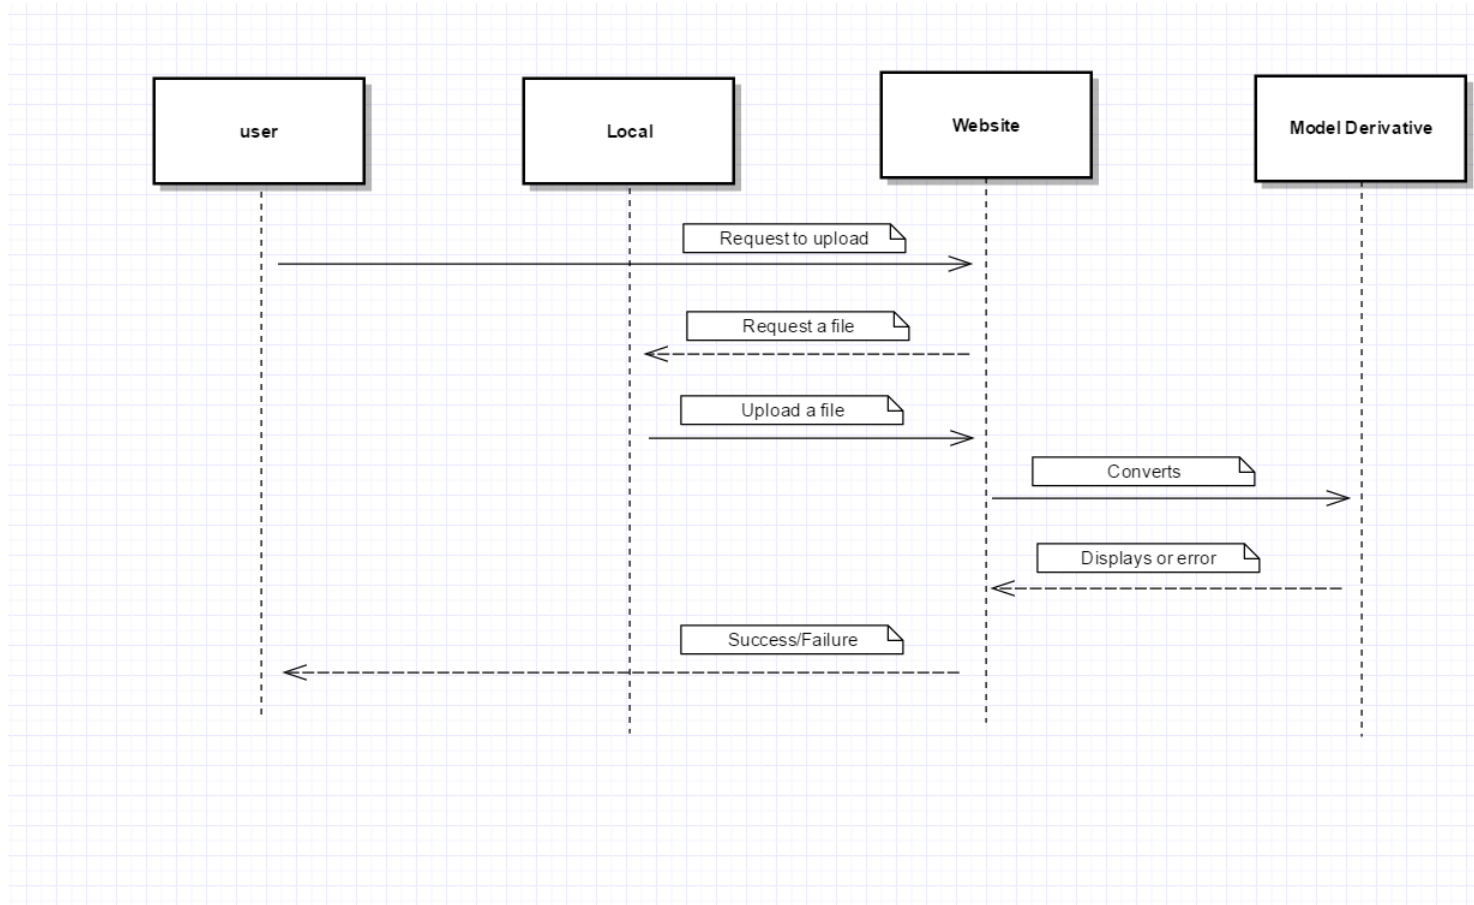 user
Local
Website
Model Derivative
Request to upload
Request a file
Upload a file
Converts
Displays or error
Success/Failure